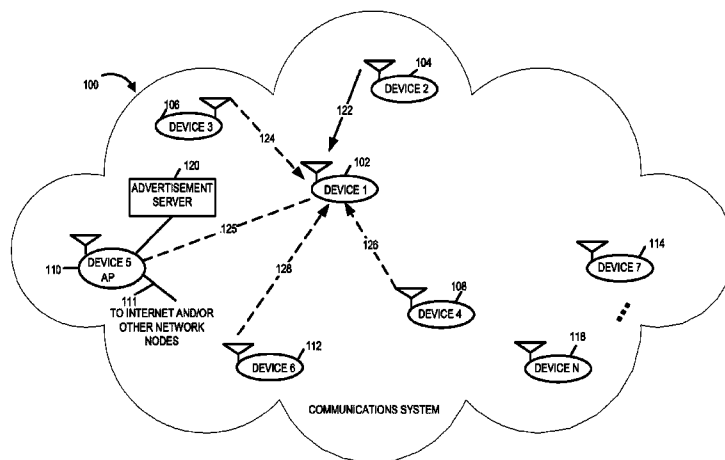 100
104
DEVICE 2
106
DEVICE 3
122
124
102
DEVICE 1
120
ADVERTISEMENT
SERVER
125
114
DEVICE 7
110
DEVICE 5
AP
126
128
111
108
DEVICE 4
TO INTERNET AND/OR
OTHER NETWORK
NODES
112
DEVICE 6
118
DEVICE N
COMMUNICATIONS SYSTEM